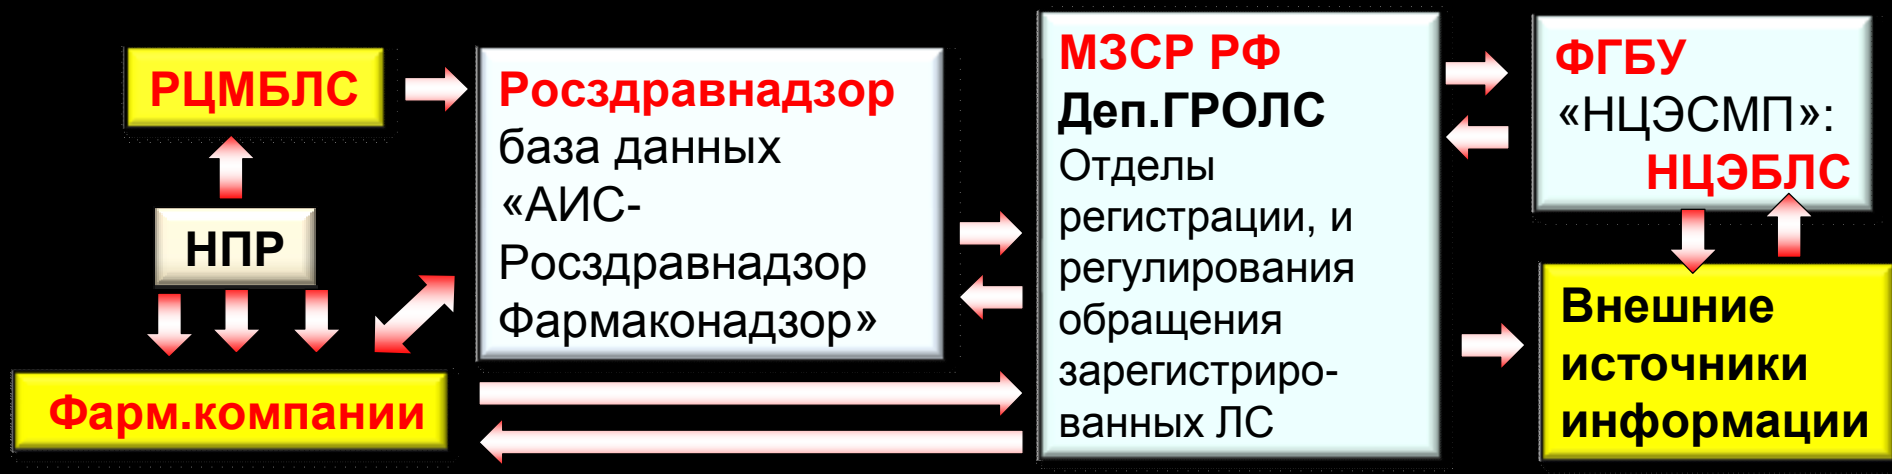 РЦМБЛС
НПР
Фарм.компании
Росздравнадзор
база данных
«АИС-
Росздравнадзор
Фармаконадзор»
МЗСР РФ
Деп.ГРОЛС
Отделы
регистрации, и
регулирования
обращения
зарегистриро-
ванных ЛС
ФГБУ
«НЦЭСМП»:
НЦЭБЛС
Внешние
источники
информации